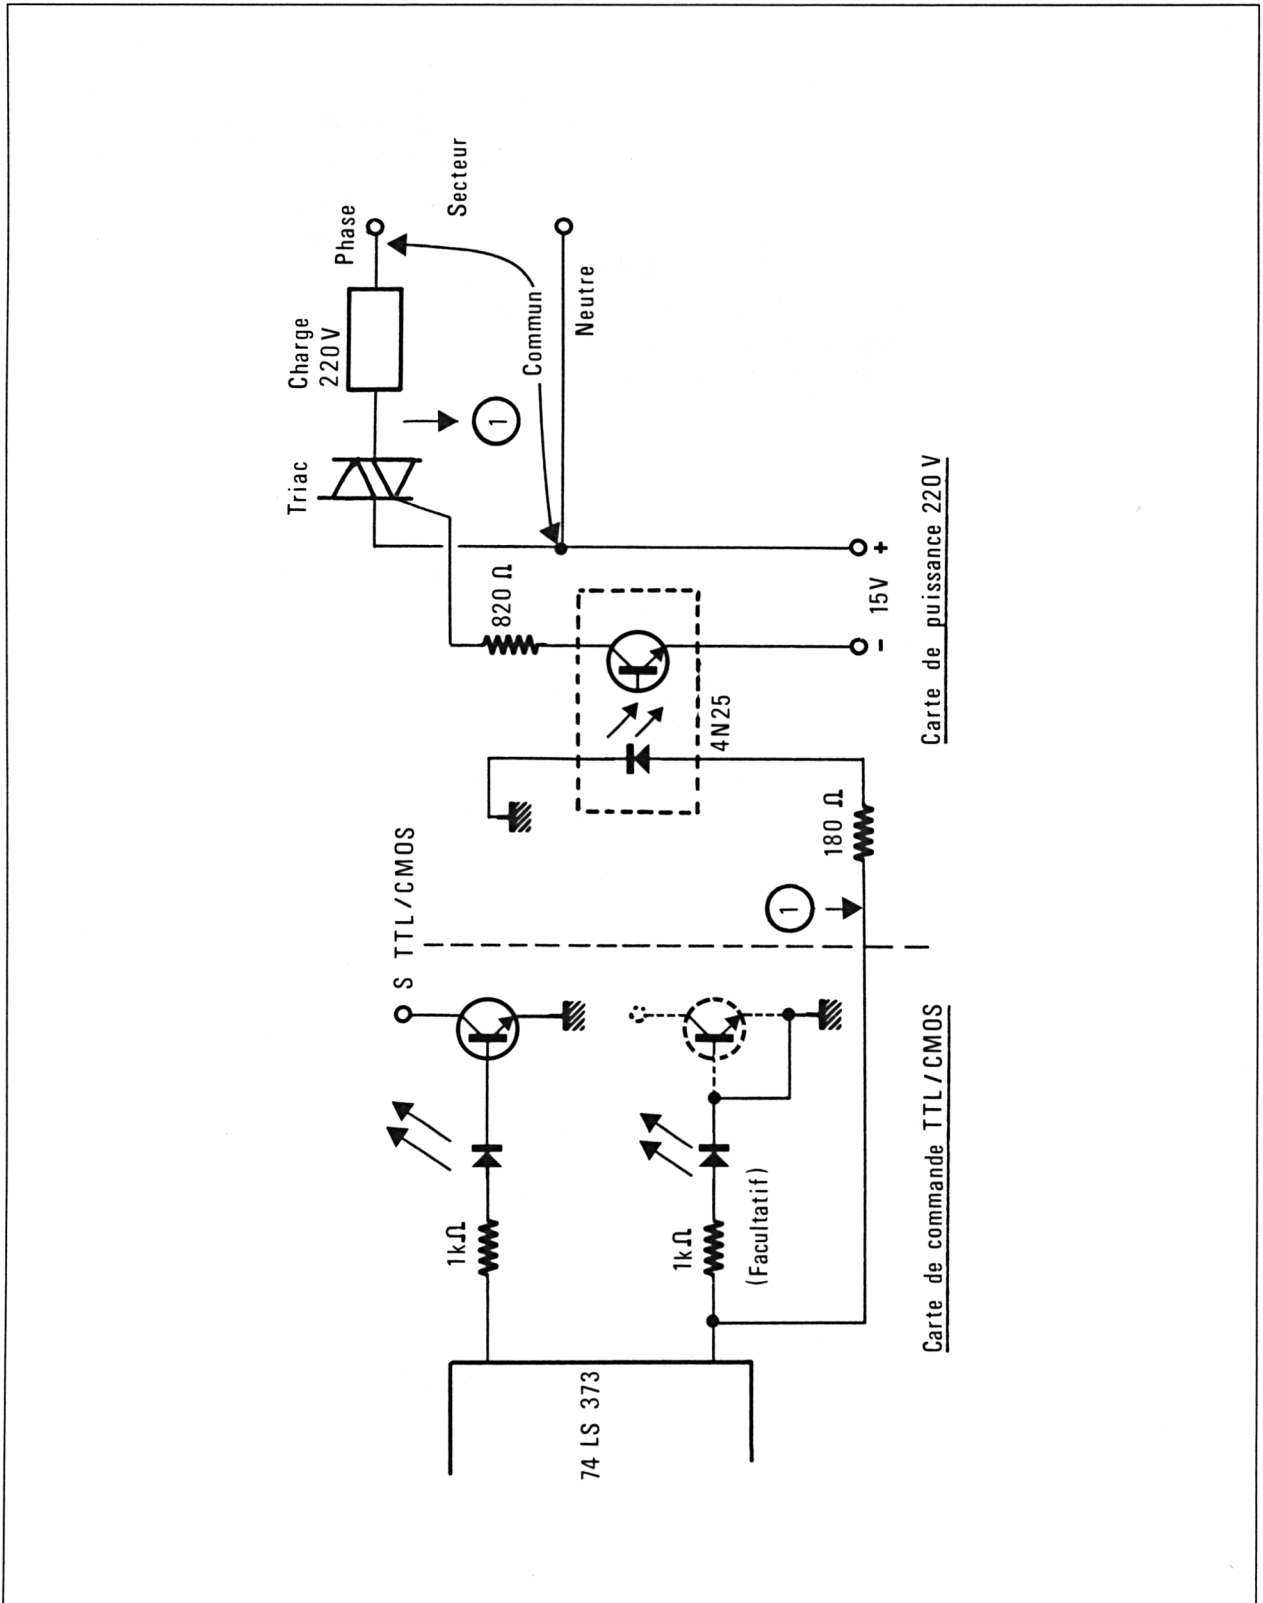 Charge
220V
Phase
Secteur
Triac
1
Commun
Neutre
820 Ω
15V
+
-
4N25
Carte de puissance 220V
180 Ω
1
S TTL/CMOS
1kΩ
1kΩ
(Facultatif)
74 LS 373
Carte de commande TTL/CMOS